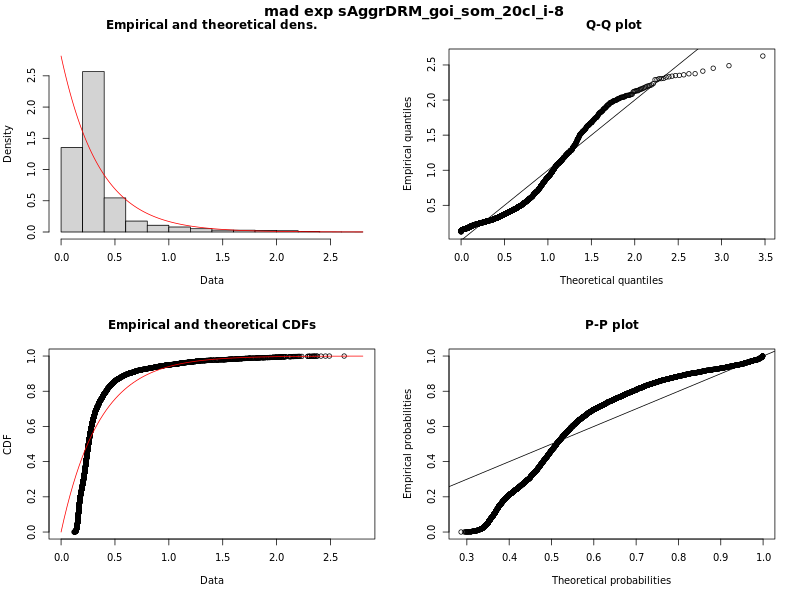 mad exp sAggrDRM_goi_som_20cl_i-8
Empirical and theoretical dens.
Density
0.0 0.5 1.0 1.5 2.0 2.5
0.0 0.5 1.0 1.5 2.0 2.5
Data
Q-Q plot
Empirical quantiles
0.5 1.0 1.5 2.0 2.5
0.0 0.5 1.0 1.5 2.0 2.5 3.0 3.5
Theoretical quantiles
Empirical and theoretical CDFs
CDF
0.0 0.2 0.4 0.6 0.8 1.0
0.0 0.5 1.0 1.5 2.0 2.5
Data
P-P plot
Empirical probabilities
0.0 0.2 0.4 0.6 0.8 1.0
0.3 0.4 0.5 0.6 0.7 0.8 0.9 1.0
Theoretical probabilities